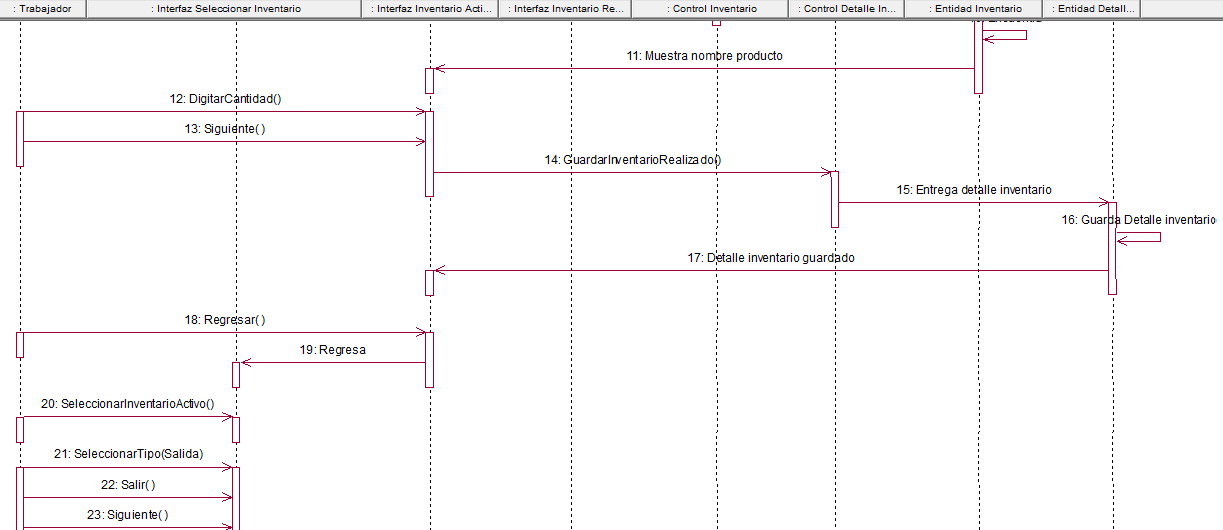 : Trabajador
: Interfaz Seleccionar Inventario
: Interfaz Inventario Acti...
: Interfaz Inventario Re...
: Control Inventario
: Control Detalle In...
: Entidad Inventario
: Entidad Detall...
11: Muestra nombre producto
12: DigitarCantidad()
13: Siguiente( )
14: GuardarInventarioRealizado()
15: Entrega detalle inventario
16: Guarda Detalle inventario
17: Detalle inventario guardado
18: Regresar( )
19: Regresa
20: SeleccionarInventarioActivo()
21: SeleccionarTipo(Salida)
22: Salir( )
23: Siguiente( )